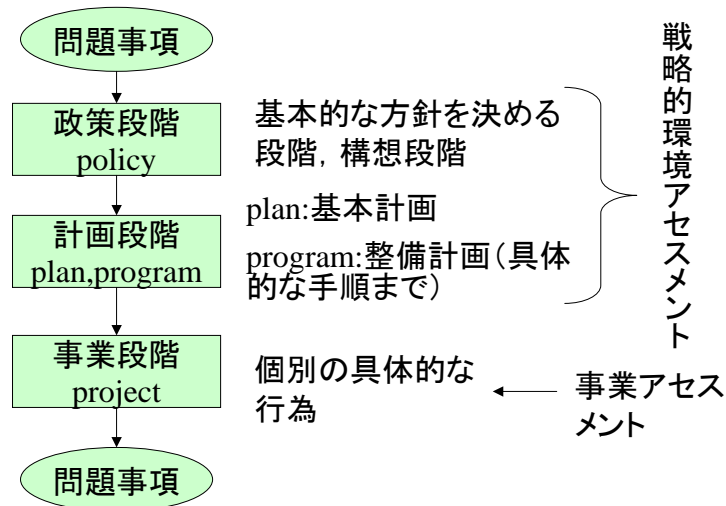 問題事項
政策段階
policy
基本的な方針を決める
段階，構想段階
計画段階
plan,program
plan:基本計画
program:整備計画（具体
的な手順まで）
戦略的環境アセスメント
事業段階
project
個別の具体的な
行為
事業アセス
メント
問題事項